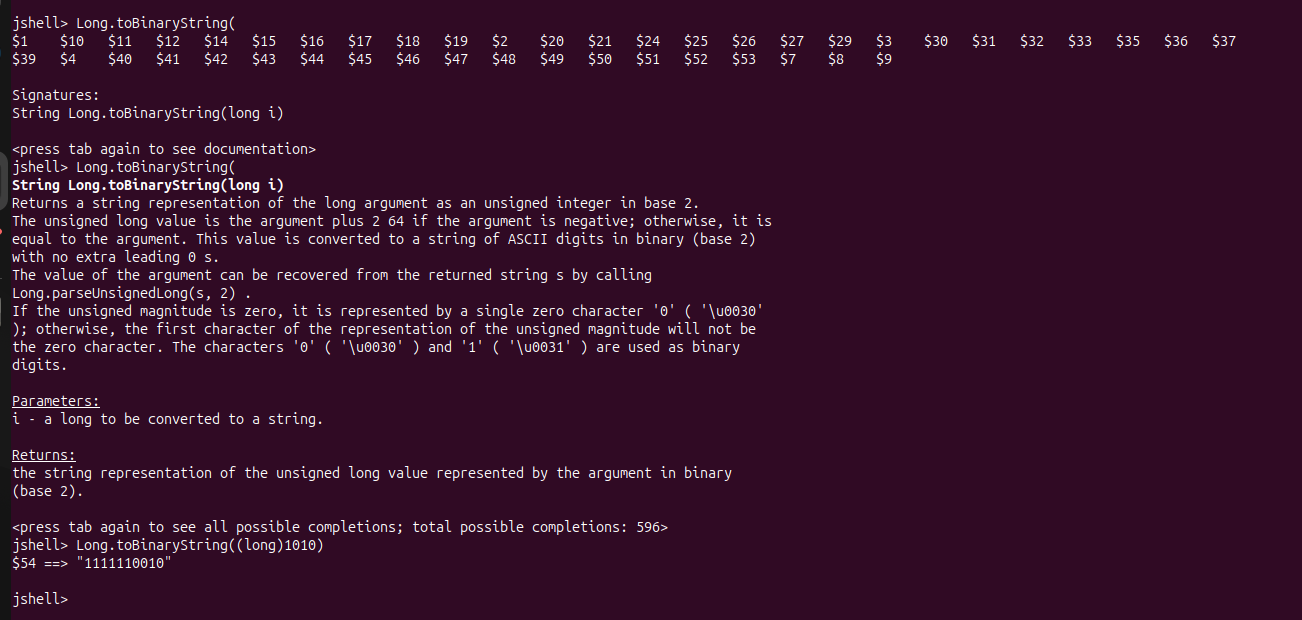 jshell> Long.toBinaryString(
$1    $10   $11   $12   $14   $15   $16   $17   $18   $19   $2    $20   $21   $24   $25   $26   $27   $29   $3    $30   $31   $32   $33   $35   $36   $37
$39   $4    $40   $41   $42   $43   $44   $45   $46   $47   $48   $49   $50   $51   $52   $53   $7    $8    $9
Signatures:
String Long.toBinaryString(long i)
<press tab again to see documentation>
jshell> Long.toBinaryString(
String Long.toBinaryString(long i)
Returns a string representation of the long argument as an unsigned integer in base 2.
The unsigned long value is the argument plus 2 64 if the argument is negative; otherwise, it is
equal to the argument. This value is converted to a string of ASCII digits in binary (base 2)
with no extra leading 0 s.
The value of the argument can be recovered from the returned string s by calling
Long.parseUnsignedLong(s, 2) .
If the unsigned magnitude is zero, it is represented by a single zero character '0' ( '\u0030'
); otherwise, the first character of the representation of the unsigned magnitude will not be
the zero character. The characters '0' ( '\u0030' ) and '1' ( '\u0031' ) are used as binary
digits.
Parameters:
i - a long to be converted to a string.
Returns:
the string representation of the unsigned long value represented by the argument in binary
(base 2).
<press tab again to see all possible completions; total possible completions: 596>
jshell> Long.toBinaryString((long)1010)
$54 ==> "1111110010"
jshell>